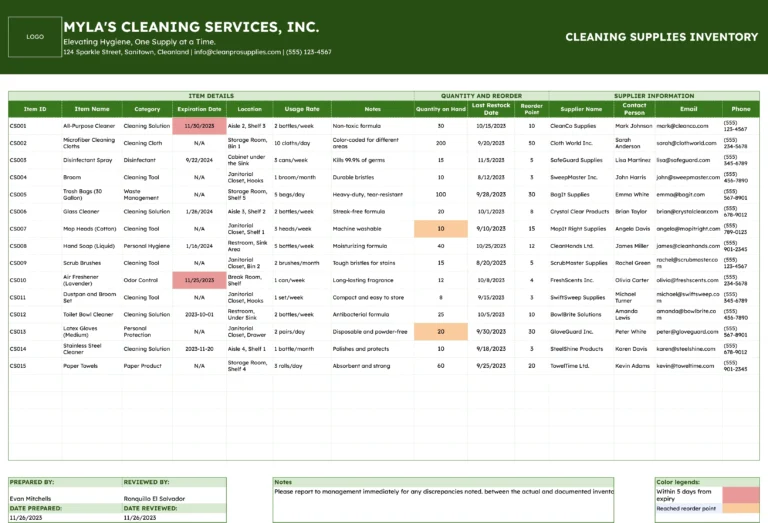 LOGO
MYLA'S CLEANING SERVICES, INC.
Elevating Hygiene, One Supply at a Time.
124 Sparkle Street, Sanitown, Cleanland | info@cleanprosupplies.com | (555) 123-4567
CLEANING SUPPLIES INVENTORY
ITEM DETAILS QUANTITY AND REORDER SUPPLIER INFORMATION
Item ID Item Name Category Expiration Date Location Usage Rate Notes Quantity on Hand Last Restock Date Reorder Point Supplier Name Contact Person Email Phone
CS001 All-Purpose Cleaner Cleaning Solution 11/30/2023 Aisle 2, Shelf 3 2 bottles/week Non-toxic formula 30 10/15/2023 10 CleanCo Supplies Mark Johnson mark@cleanco.com (555) 123-4567
CS002 Microfiber Cleaning Cloths Cleaning Cloth N/A Storage Room, Bin 1 10 cloths/day Color-coded for different areas 200 9/20/2023 50 Cloth World Inc. Sarah Anderson sarah@clothworld.com (555) 234-5678
CS003 Disinfectant Spray Disinfectant 9/22/2024 Cabinet under the Sink 3 cans/week Kills 99.9% of germs 15 11/5/2023 5 SafeGuard Supplies Lisa Martinez lisa@safeguard.com (555) 345-6789
CS004 Broom Cleaning Tool N/A Janitorial Closet, Hooks 1 broom/month Durable bristles 10 8/12/2023 3 SweepMaster Inc. John Harris john@sweepmaster.com (555) 456-7890
CS005 Trash Bags (30 Gallon) Waste Management N/A Storage Room, Shelf 5 5 bags/day Heavy-duty, tear-resistant 100 9/28/2023 30 BagIt Supplies Emma White emma@bagit.com (555) 567-8901
CS006 Glass Cleaner Cleaning Solution 1/26/2024 Aisle 3, Shelf 2 2 bottles/week Streak-free formula 20 10/1/2023 8 Crystal Clear Products Brian Taylor brian@crystalclear.com (555) 678-9012
CS007 Mop Heads (Cotton) Cleaning Tool N/A Janitorial Closet, Shelf 1 3 heads/week Machine washable 10 9/10/2023 15 MopIt Right Supplies Angela Davis angela@mopitright.com (555) 789-0123
CS008 Hand Soap (Liquid) Personal Hygiene 1/16/2024 Restroom, Sink Area 5 bottles/week Moisturizing formula 40 10/25/2023 12 CleanHands Ltd. James Miller james@cleanhands.com (555) 901-2341
CS009 Scrub Brushes Cleaning Tool N/A Janitorial Closet, Bin 2 2 brushes/month Tough bristles for stains 15 8/20/2023 5 ScrubMaster Supplies Rachel Green rachel@scrubmaster.com (555) 123-4567
CS010 Air Freshener (Lavender) Odor Control 11/25/2023 Break Room, Shelf 1 can/week Long-lasting fragrance 12 10/8/2023 4 FreshScents Inc. Olivia Carter olivia@freshscents.com (555) 234-5678
CS011 Dustpan and Broom Set Cleaning Tool N/A Janitorial Closet, Hooks 1 set/week Compact and easy to store 8 9/15/2023 3 SwiftSweep Supplies Michael Turner michael@swiftsweep.com (555) 345-6789
CS012 Toilet Bowl Cleaner Cleaning Solution 2023-10-01 Restroom, Under Sink 2 bottles/week Antibacterial formula 25 10/5/2023 10 BowlBrite Solutions Amanda Lewis amanda@bowlbrite.com (555) 456-7890
CS013 Latex Gloves (Medium) Personal Protection N/A Janitorial Closet, Drawer 2 pairs/day Disposable and powder-free 20 9/30/2023 30 GloveGuard Inc. Peter White peter@gloveguard.com (555) 567-8901
CS014 Stainless Steel Cleaner Cleaning Solution 2023-11-20 Aisle 4, Shelf 1 1 bottle/month Polishes and protects 10 9/18/2023 3 SteelShine Products Karen Davis karen@steelshine.com (555) 678-9012
CS015 Paper Towels Paper Product N/A Storage Room, Shelf 4 3 rolls/day Absorbent and strong 60 9/25/2023 20 TowelTime Ltd. Kevin Adams kevin@toweltime.com (555) 901-2345
PREPARED BY: REVIEWED BY:
Evan Mitchells Ronquillo El Salvador
DATE PREPARED: DATE REVIEWED:
11/26/2023 11/26/2023
Notes
Please report to management immediately for any discrepancies noted. between the actual and documented invento
Color legends:
Within 5 days from expiry
Reached reorder point